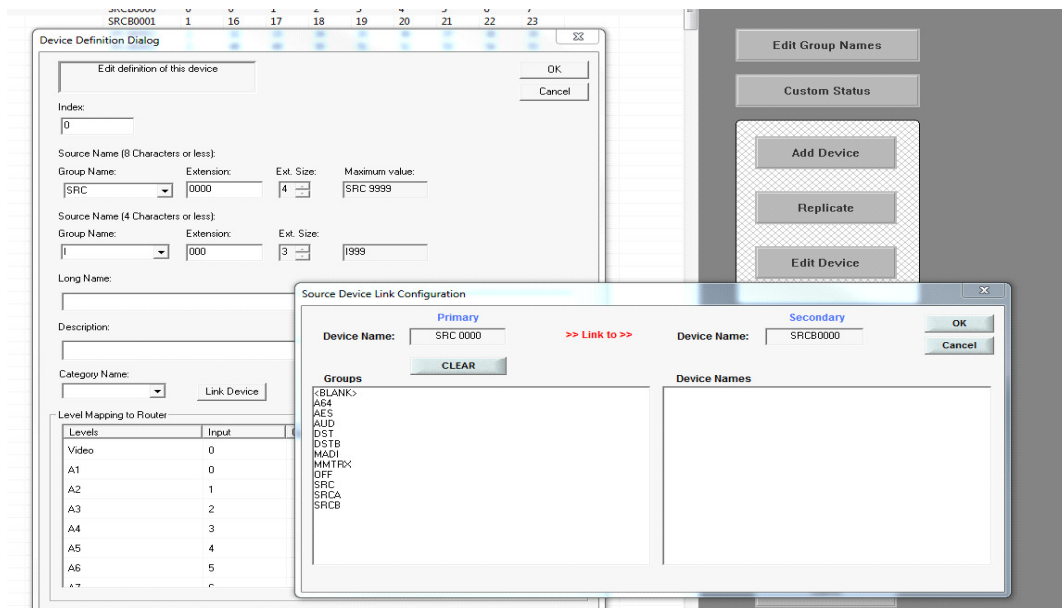 SRCB0001 1 16 17 18 19 20 21 22 23
Device Definition Dialog
Edit definition of this device
OK
Cancel
Index:
0
Source Name (8 Characters or less):
Group Name: Extension: Ext. Size: Maximum value:
SRC 0000 4 SRC 9999
Source Name (4 Characters or less):
Group Name: Extension: Ext. Size:
I 000 3 I999
Long Name:
Description:
Category Name:
Link Device
Level Mapping to Router
Levels Input
Video 0
A1 0
A2 1
A3 2
A4 3
A5 4
A6 5
Edit Group Names
Custom Status
Add Device
Replicate
Edit Device
Source Device Link Configuration
Primary Secondary
Device Name: SRC 0000 >> Link to >> Device Name: SRCB0000
OK
Cancel
CLEAR
Groups Device Names
<BLANK>
A64
AES
AUD
DST
DSTB
MADI
MMTRX
OFF
SRC
SRCA
SRCB